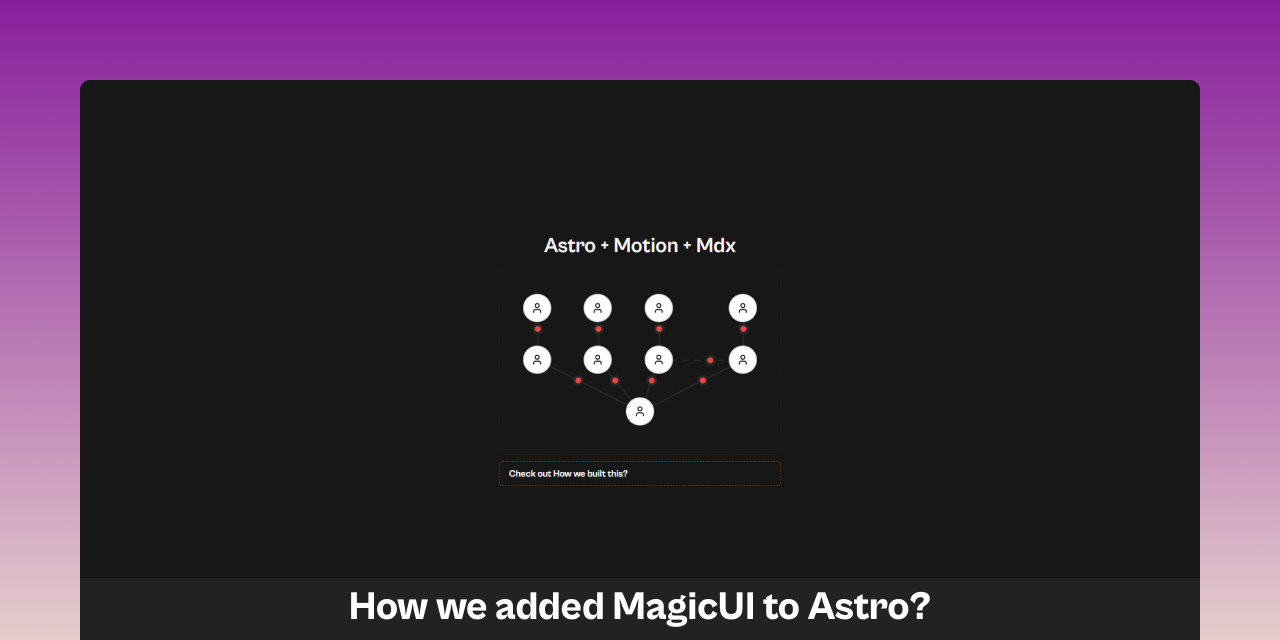 Astro + Motion + Mdx
Check out How we built this?
How we added MagicUI to Astro?